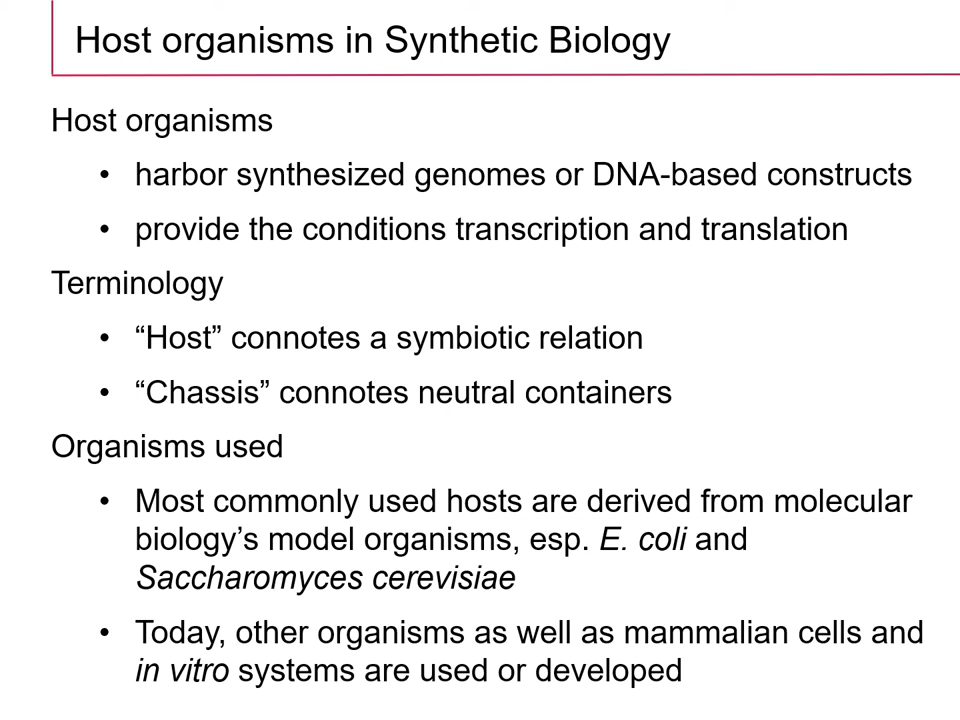 Host organisms in Synthetic Biology
Host organisms
• harbor synthesized genomes or DNA-based constructs
• provide the conditions transcription and translation
Terminology
• “Host” connotes a symbiotic relation
• “Chassis” connotes neutral containers
Organisms used
• Most commonly used hosts are derived from molecular
biology’s model organisms, esp. E. coli and
Saccharomyces cerevisiae
• Today, other organisms as well as mammalian cells and
in vitro systems are used or developed